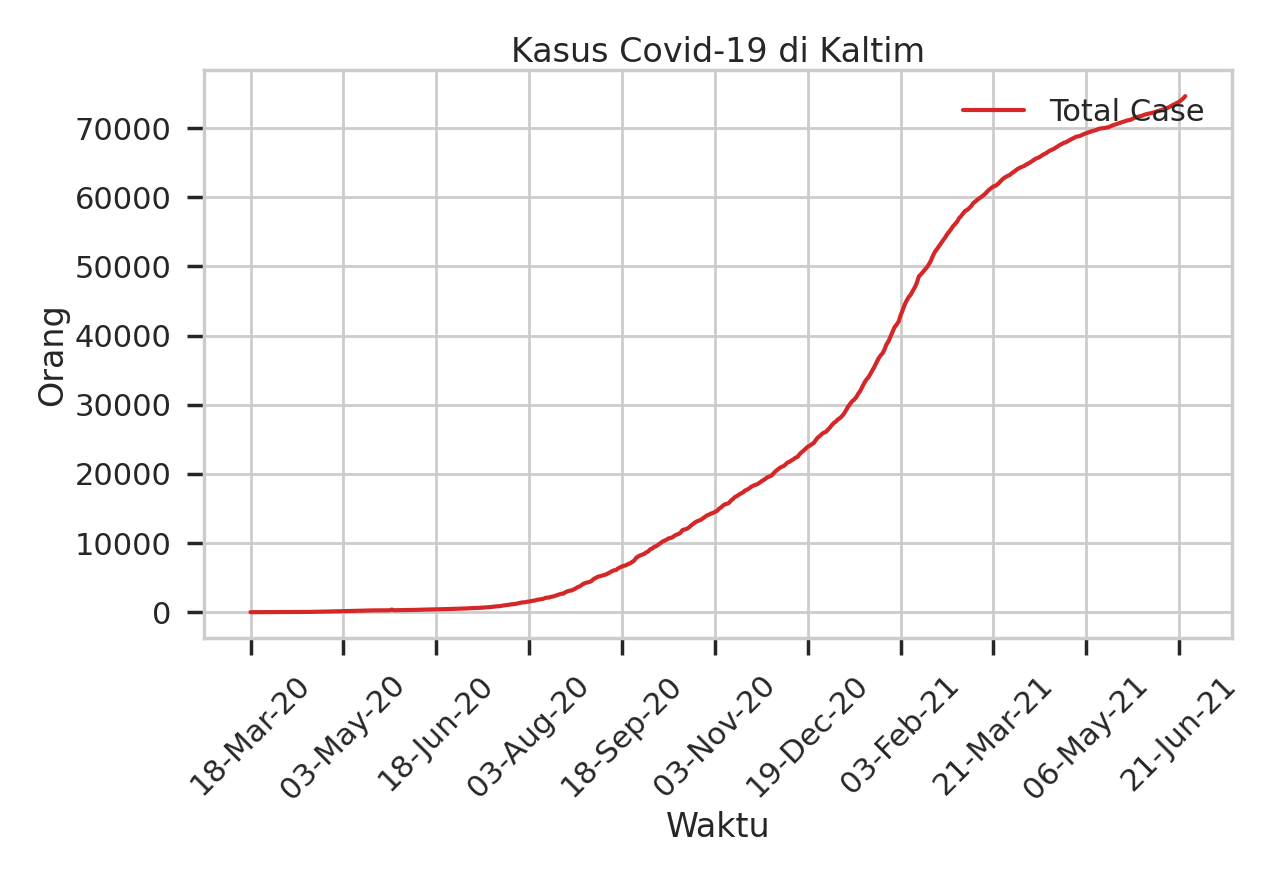 Kasus Covid-19 di Kaltim
Total Case
70000
60000
50000
40000
30000
20000
10000
0
Orang
18-Mar-20
03-May-20
18-Jun-20
03-Aug-20
18-Sep-20
03-Nov-20
19-Dec-20
03-Feb-21
21-Mar-21
06-May-21
21-Jun-21
Waktu